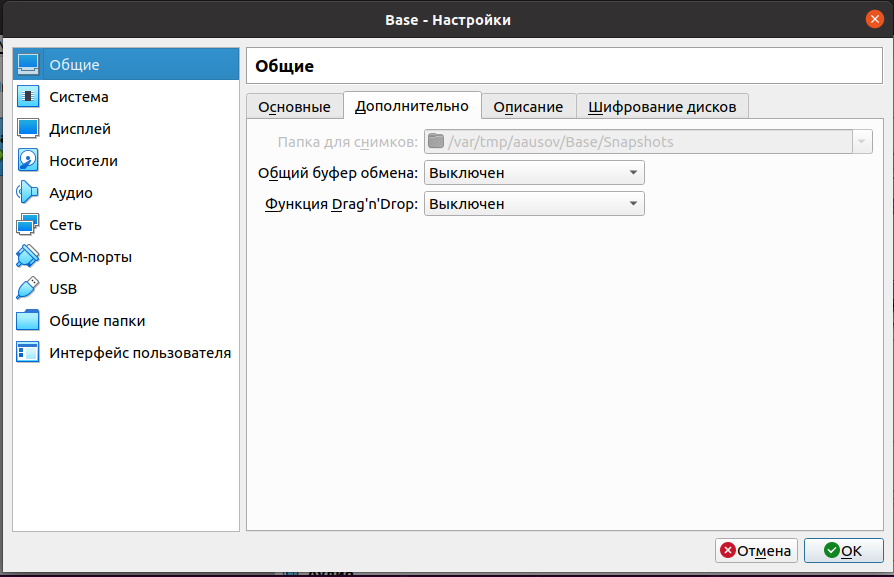 Base - Настройки
Общие
Система
Дисплей
Носители
Аудио
Сеть
COM-порты
USB
Общие папки
Интерфейс пользователя
Общие
Основные Дополнительно Описание Шифрование дисков
Папка для снимков: /var/tmp/aausov/Base/Snapshots
Общий буфер обмена: Выключен
Функция Drag'n'Drop: Выключен
Отмена OK